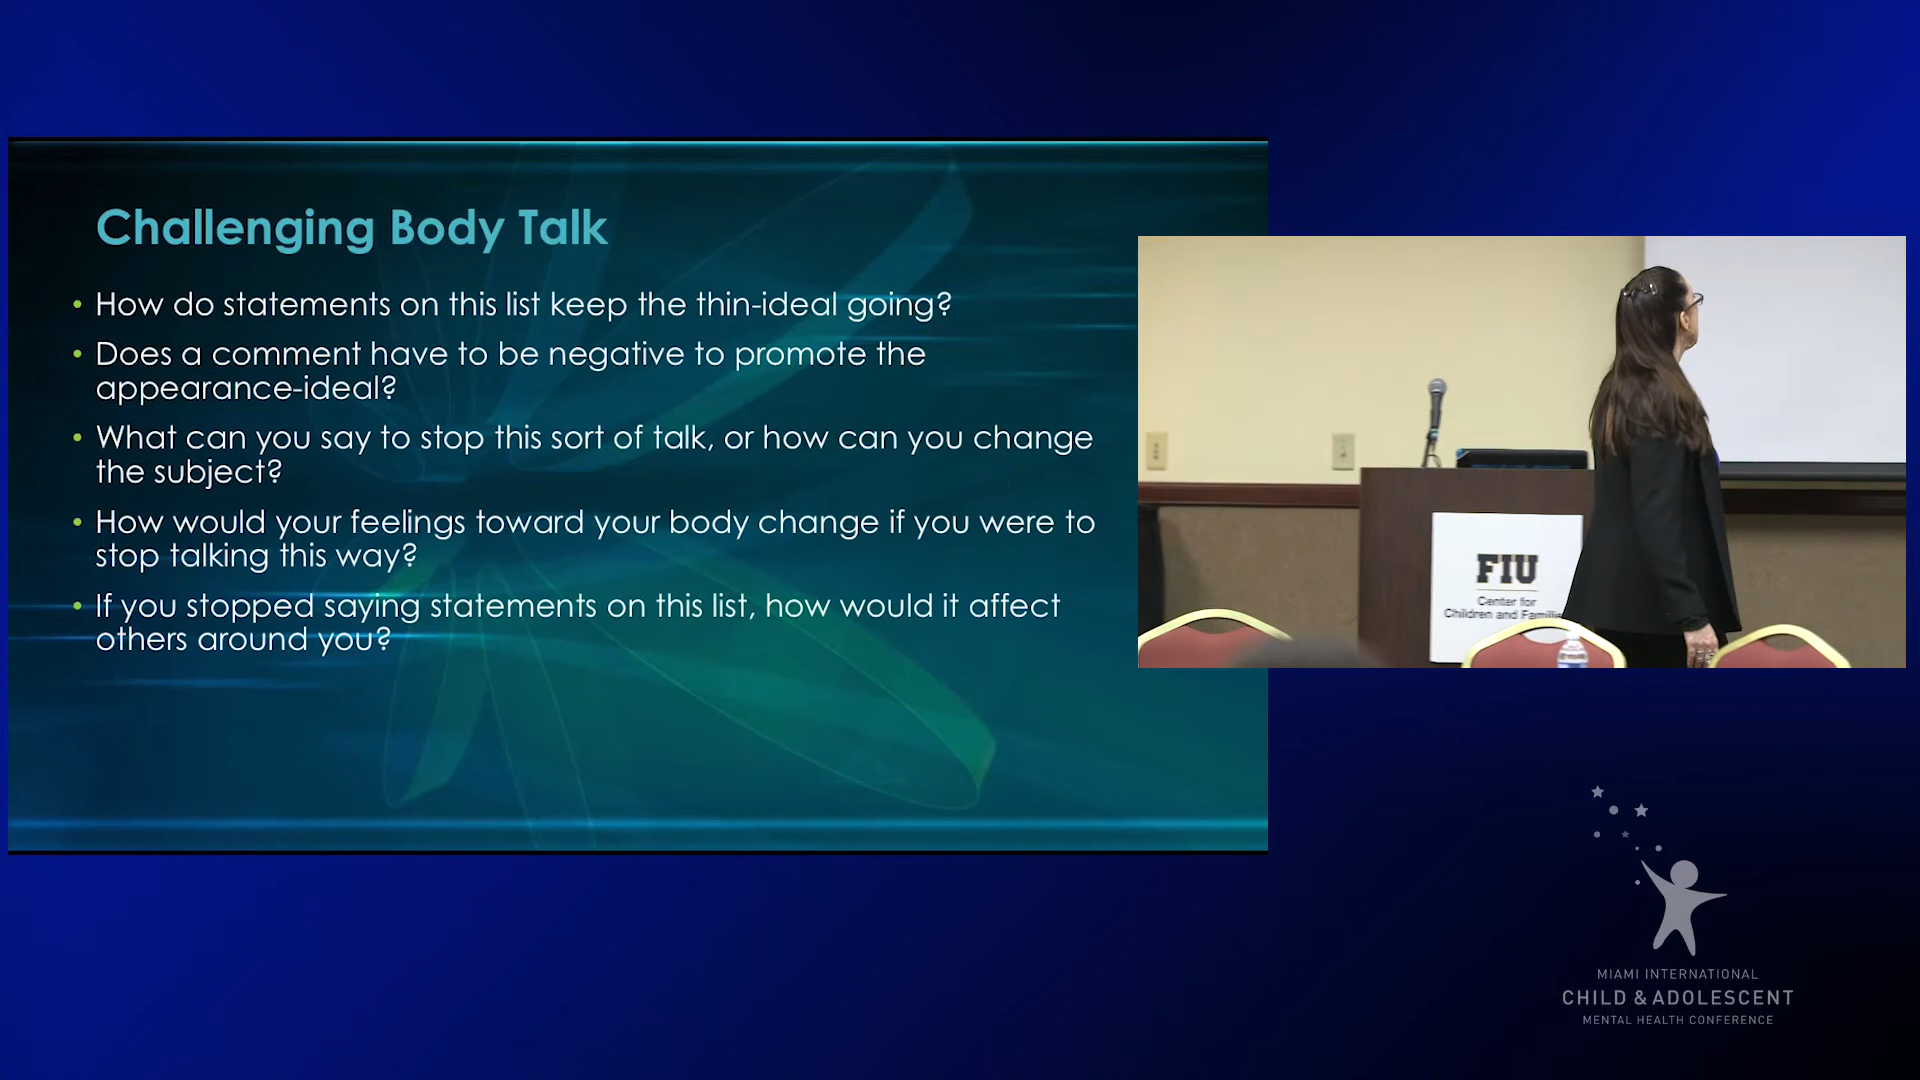 Challenging Body Talk
• How do statements on this list keep the thin-ideal going?
• Does a comment have to be negative to promote the
appearance-ideal?
• What can you say to stop this sort of talk, or how can you change
the subject?
• How would your feelings toward your body change if you were to
stop talking this way?
• If you stopped saying statements on this list, how would it affect
others around you?
FIU
Center for
Children and Familie
MIAMI INTERNATIONAL
CHILD & ADOLESCENT
MENTAL HEALTH CONFERENCE